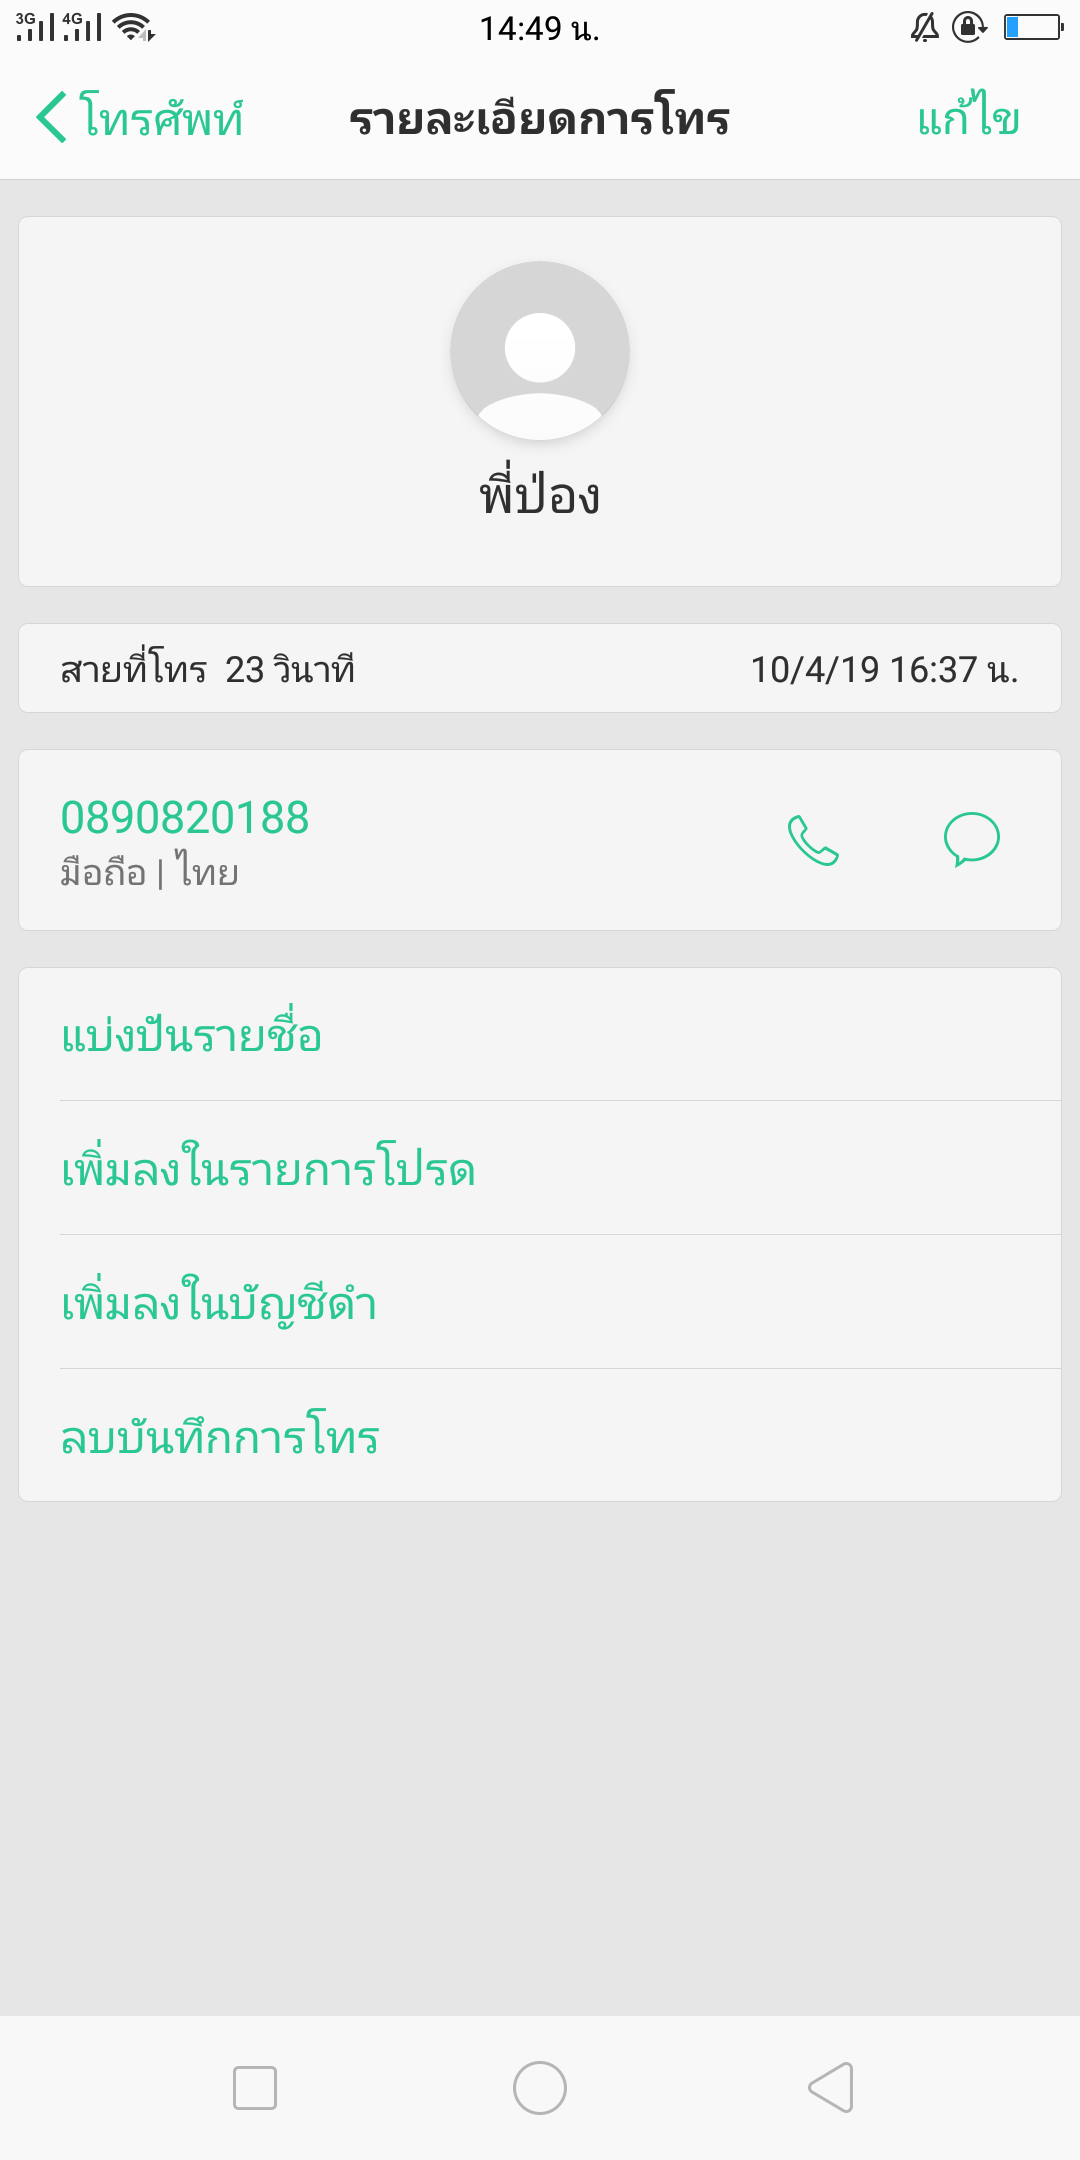 3G 4G 14:49 น.
โทรศัพท์ รายละเอียดการโทร แก้ไข
พี่ป่อง
สายที่โทร 23 วินาที 10/4/19 16:37 น.
0890820188
มือถือ | ไทย
แบ่งปันรายชื่อ
เพิ่มลงในรายการโปรด
เพิ่มลงในบัญชีดำ
ลบบันทึกการโทร